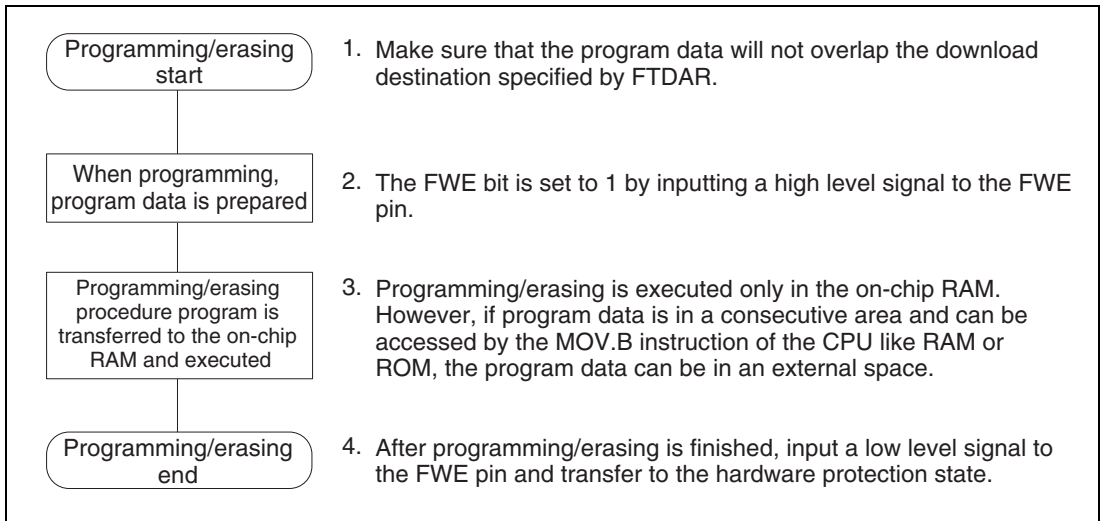 Programming/erasing
start
1. Make sure that the program data will not overlap the download
destination specified by FTDAR.
When programming,
program data is prepared
2. The FWE bit is set to 1 by inputting a high level signal to the FWE
pin.
Programming/erasing
procedure program is
transferred to the on-chip
RAM and executed
3. Programming/erasing is executed only in the on-chip RAM.
However, if program data is in a consecutive area and can be
accessed by the MOV.B instruction of the CPU like RAM or
ROM, the program data can be in an external space.
Programming/erasing
end
4. After programming/erasing is finished, input a low level signal to
the FWE pin and transfer to the hardware protection state.